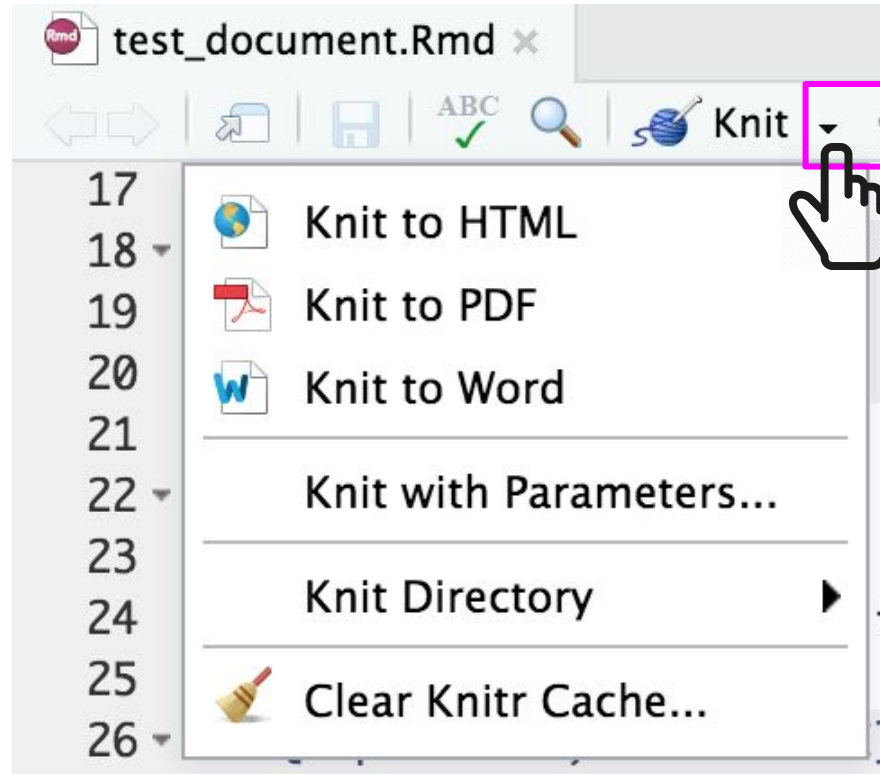 Rmd test_document.Rmd ×
ABC Knit
17
Knit to HTML
18
19
Knit to PDF
20
Knit to Word
21
22
Knit with Parameters...
23
24
Knit Directory
25
Clear Knitr Cache...
26